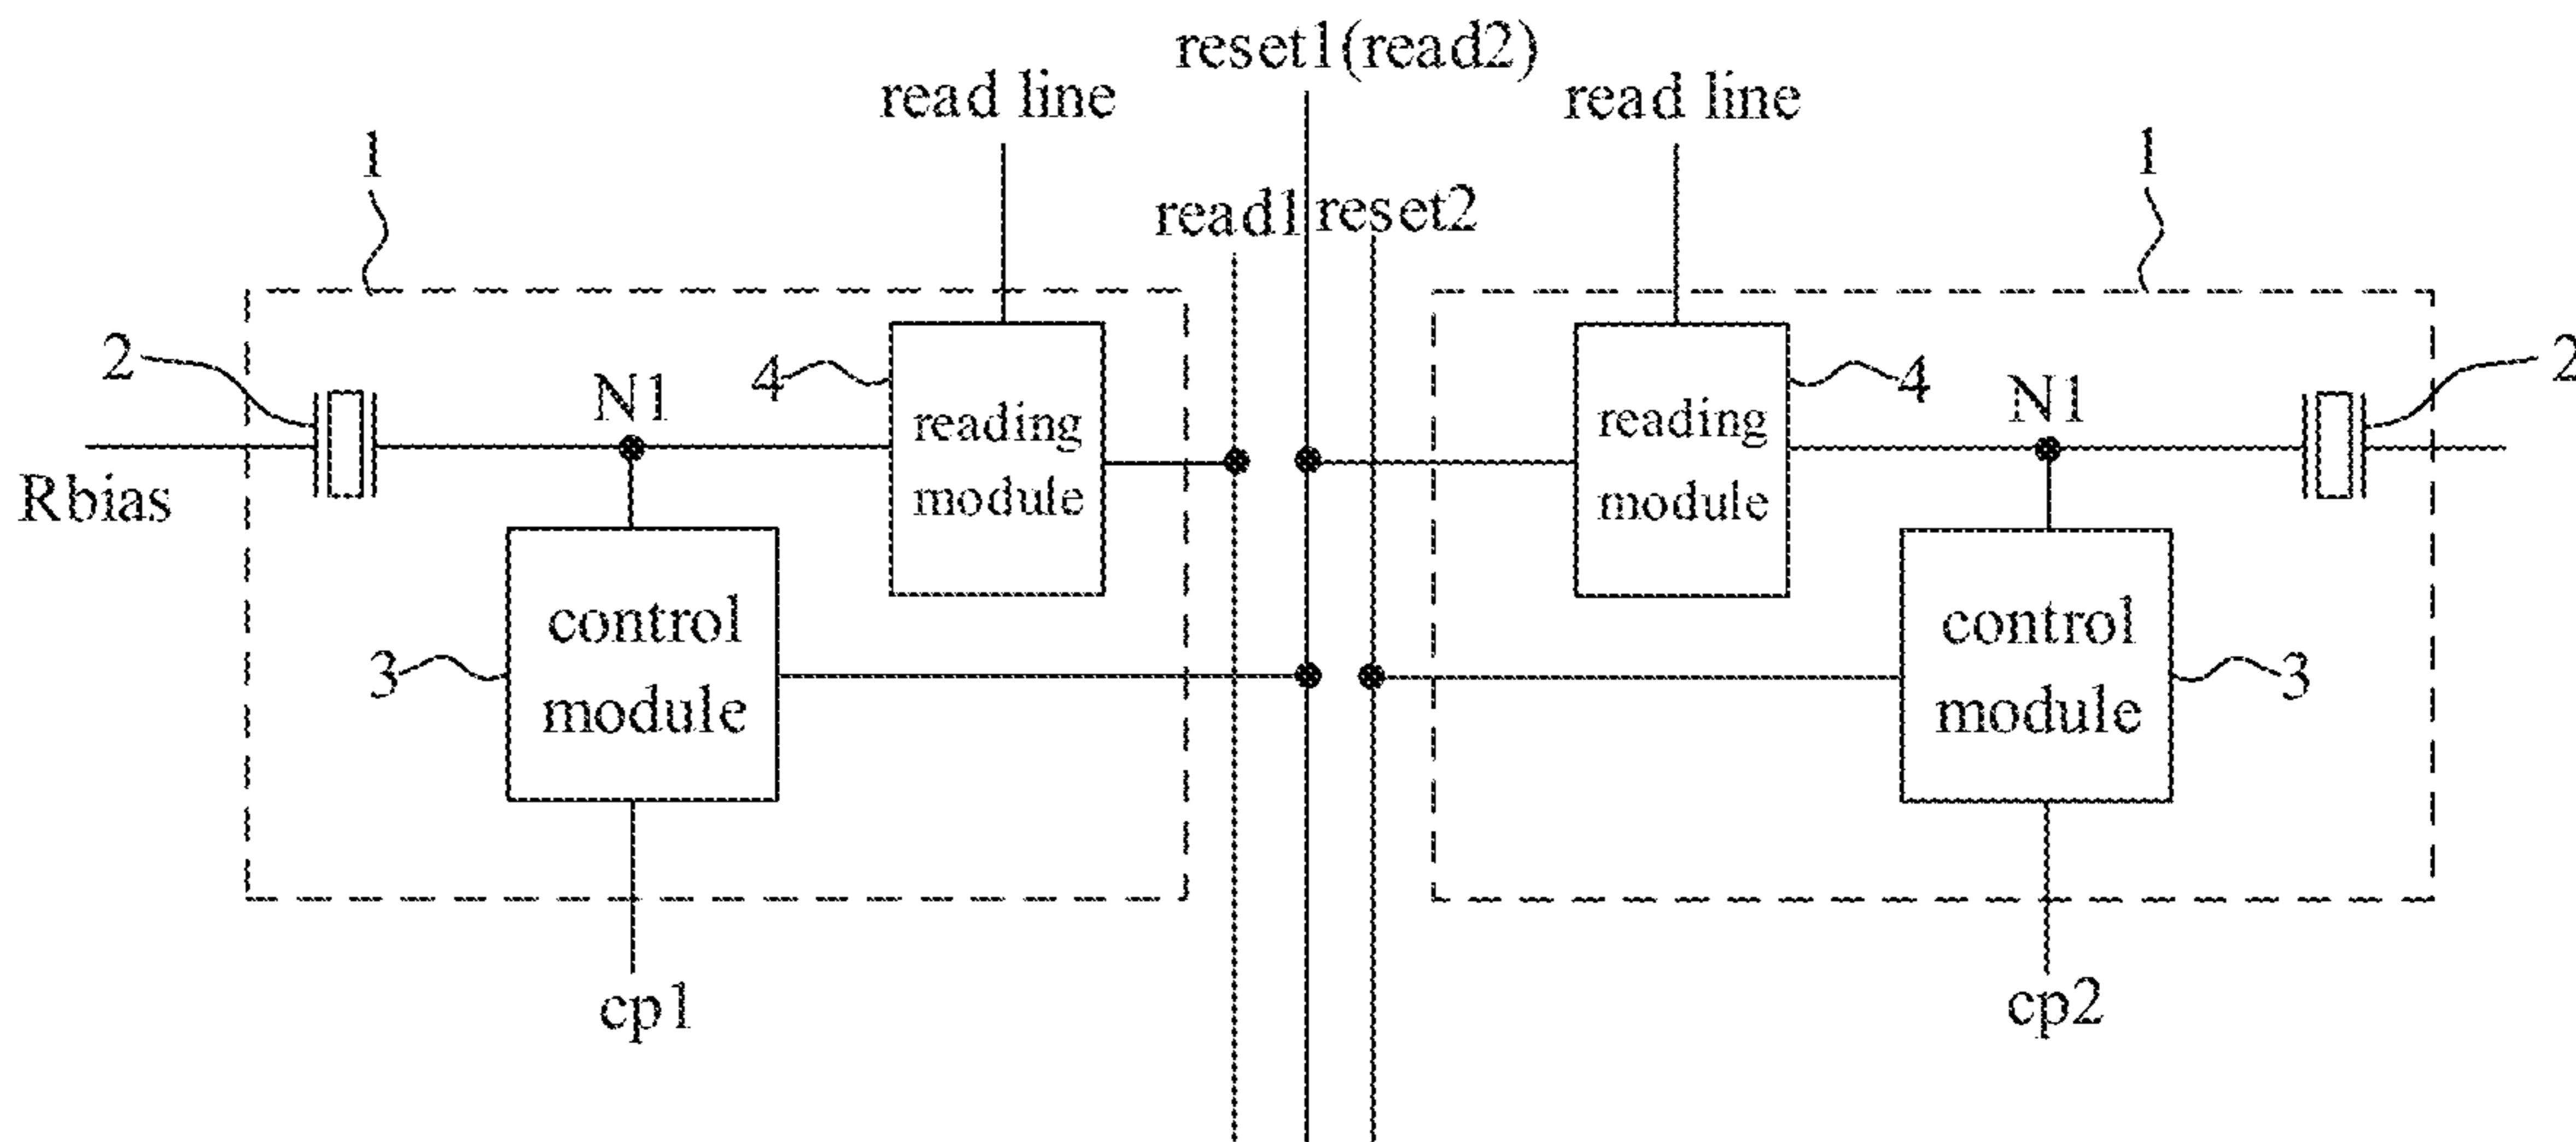 reset1(read2)
read line
read line
1
1
read1
reset2
2
N1
4
reading
module
reading
module
4
N1
2
Rbias
3
control
module
control
module
3
cp1
cp2